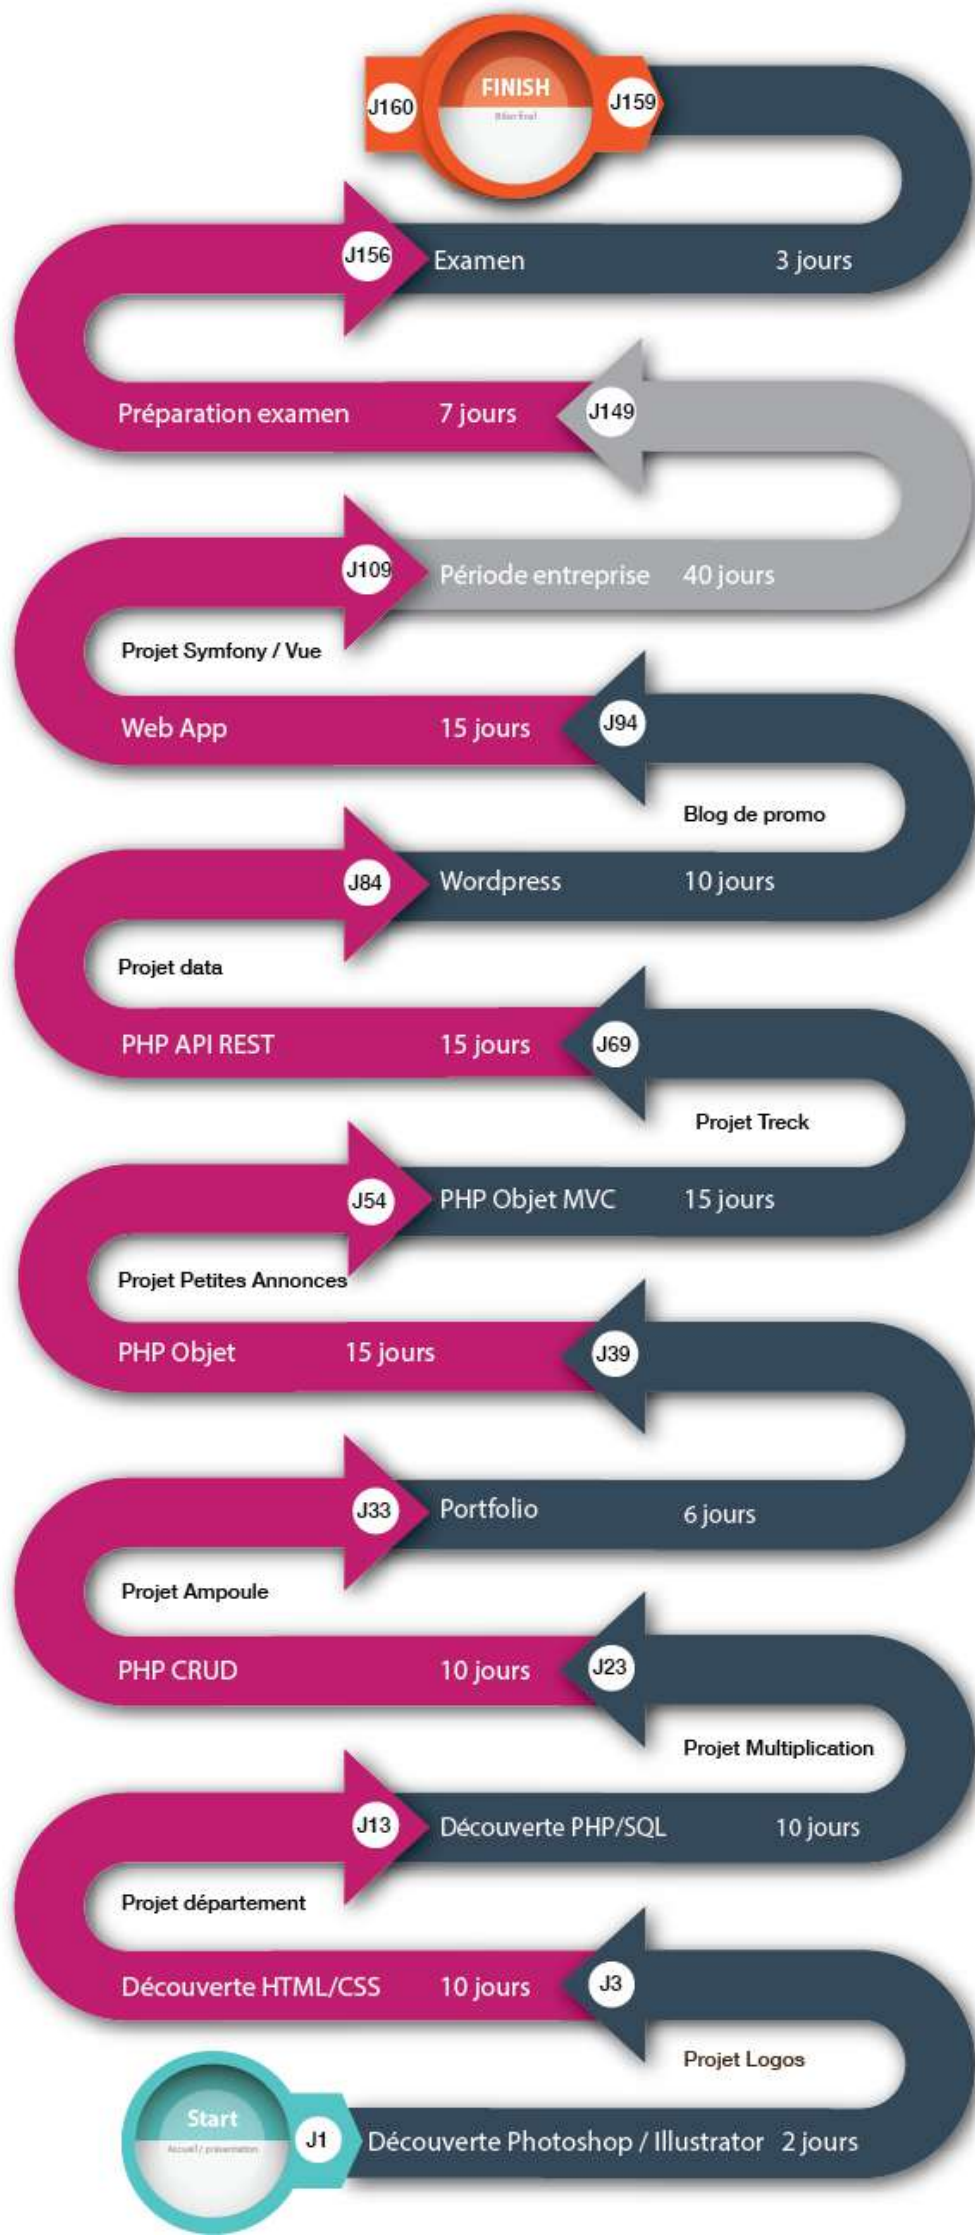 J160
FINISH
Bilan final
J159
J156
Examen 3 jours
Préparation examen 7 jours
J149
J109
Période entreprise 40 jours
Projet Symfony / Vue
Web App 15 jours
J94
Blog de promo
J84
Wordpress 10 jours
Projet data
PHP API REST 15 jours
J69
Projet Treck
J54
PHP Objet MVC 15 jours
Projet Petites Annonces
PHP Objet 15 jours
J39
J33
Portfolio 6 jours
Projet Ampoule
PHP CRUD 10 jours
J23
Projet Multiplication
J13
Découverte PHP/SQL 10 jours
Projet département
Découverte HTML/CSS 10 jours
J3
Projet Logos
Start
Accueil / présentation
J1
Découverte Photoshop / Illustrator 2 jours